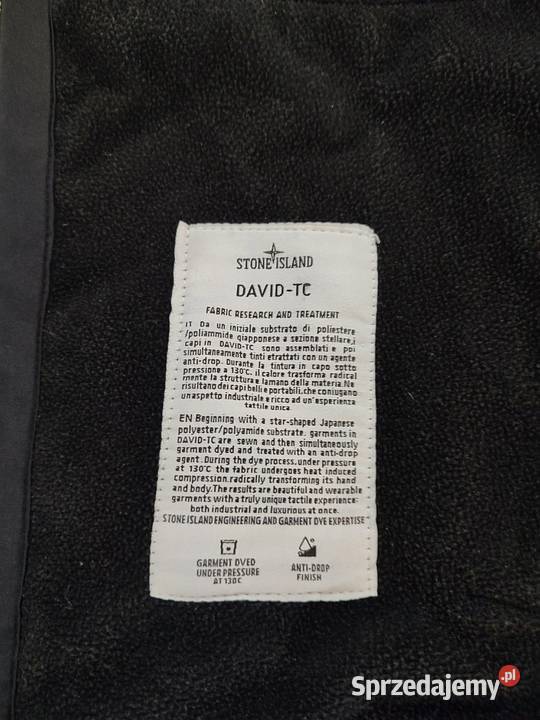 STONE ISLAND
DAVID-TC
FABRIC RESEARCH AND TREATMENT
IT Da un iniziale substrato di poliestere
/poliammide giapponese a sezione stellare,i
capi in DAVID-TC sono assemblati e poi
simultaneamente tinti etrattati con un agente
anti-drop. Durante la tintura in capo sotto
pressione a 130°C. il calore trasforma radical
mente la struttura e lamano della materia. Ne
risultano dei capi belli e portabili, che coniugano
un aspetto industriale e ricco ad un'esperienza
tattile unica.
EN Beginning with a star-shaped Japanese
polyester/polyamide substrate. garments in
DAVID-TC are sewn and then simultaneously
garment dyed and treated with an anti-drop
agent. During the dye process, under pressure
at 130°C the fabric undergoes heat induced
compression.radically transforming its hand
and body. The results are beautiful and wearable
garments with a truly unique tactile experience:
both industrial and luxurious at once.
STONE ISLAND ENGINEERING AND GARMENT DYE EXPERTISE
GARMENT DVED
UNDER PRESSURE
AT 130C
ANTI-DROP
FINISH
Sprzedajemy.pl